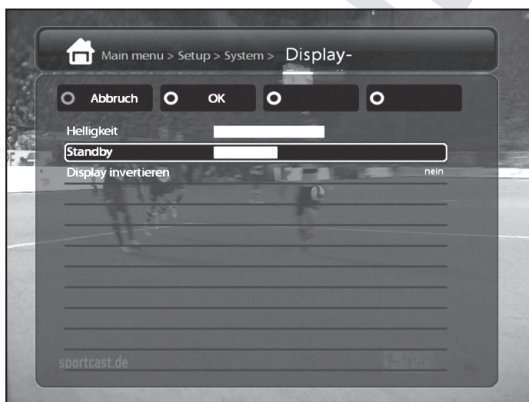 Main menu > Setup > System > Display-
Abbruch OK
Helligkeit
Standby
Display invertieren nein
sportcast.de